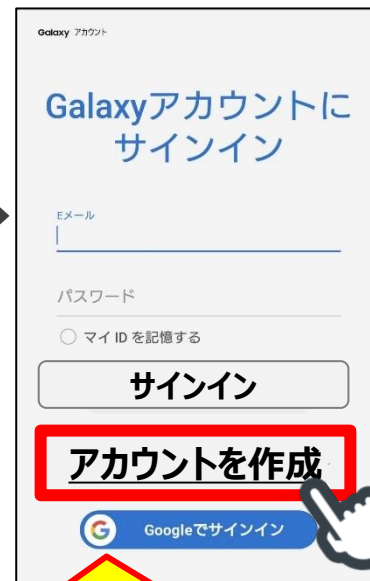 Galaxy アカウント
Galaxyアカウントに
サインイン
Eメール
パスワード
マイ ID を記憶する
サインイン
アカウントを作成
G Googleでサインイン